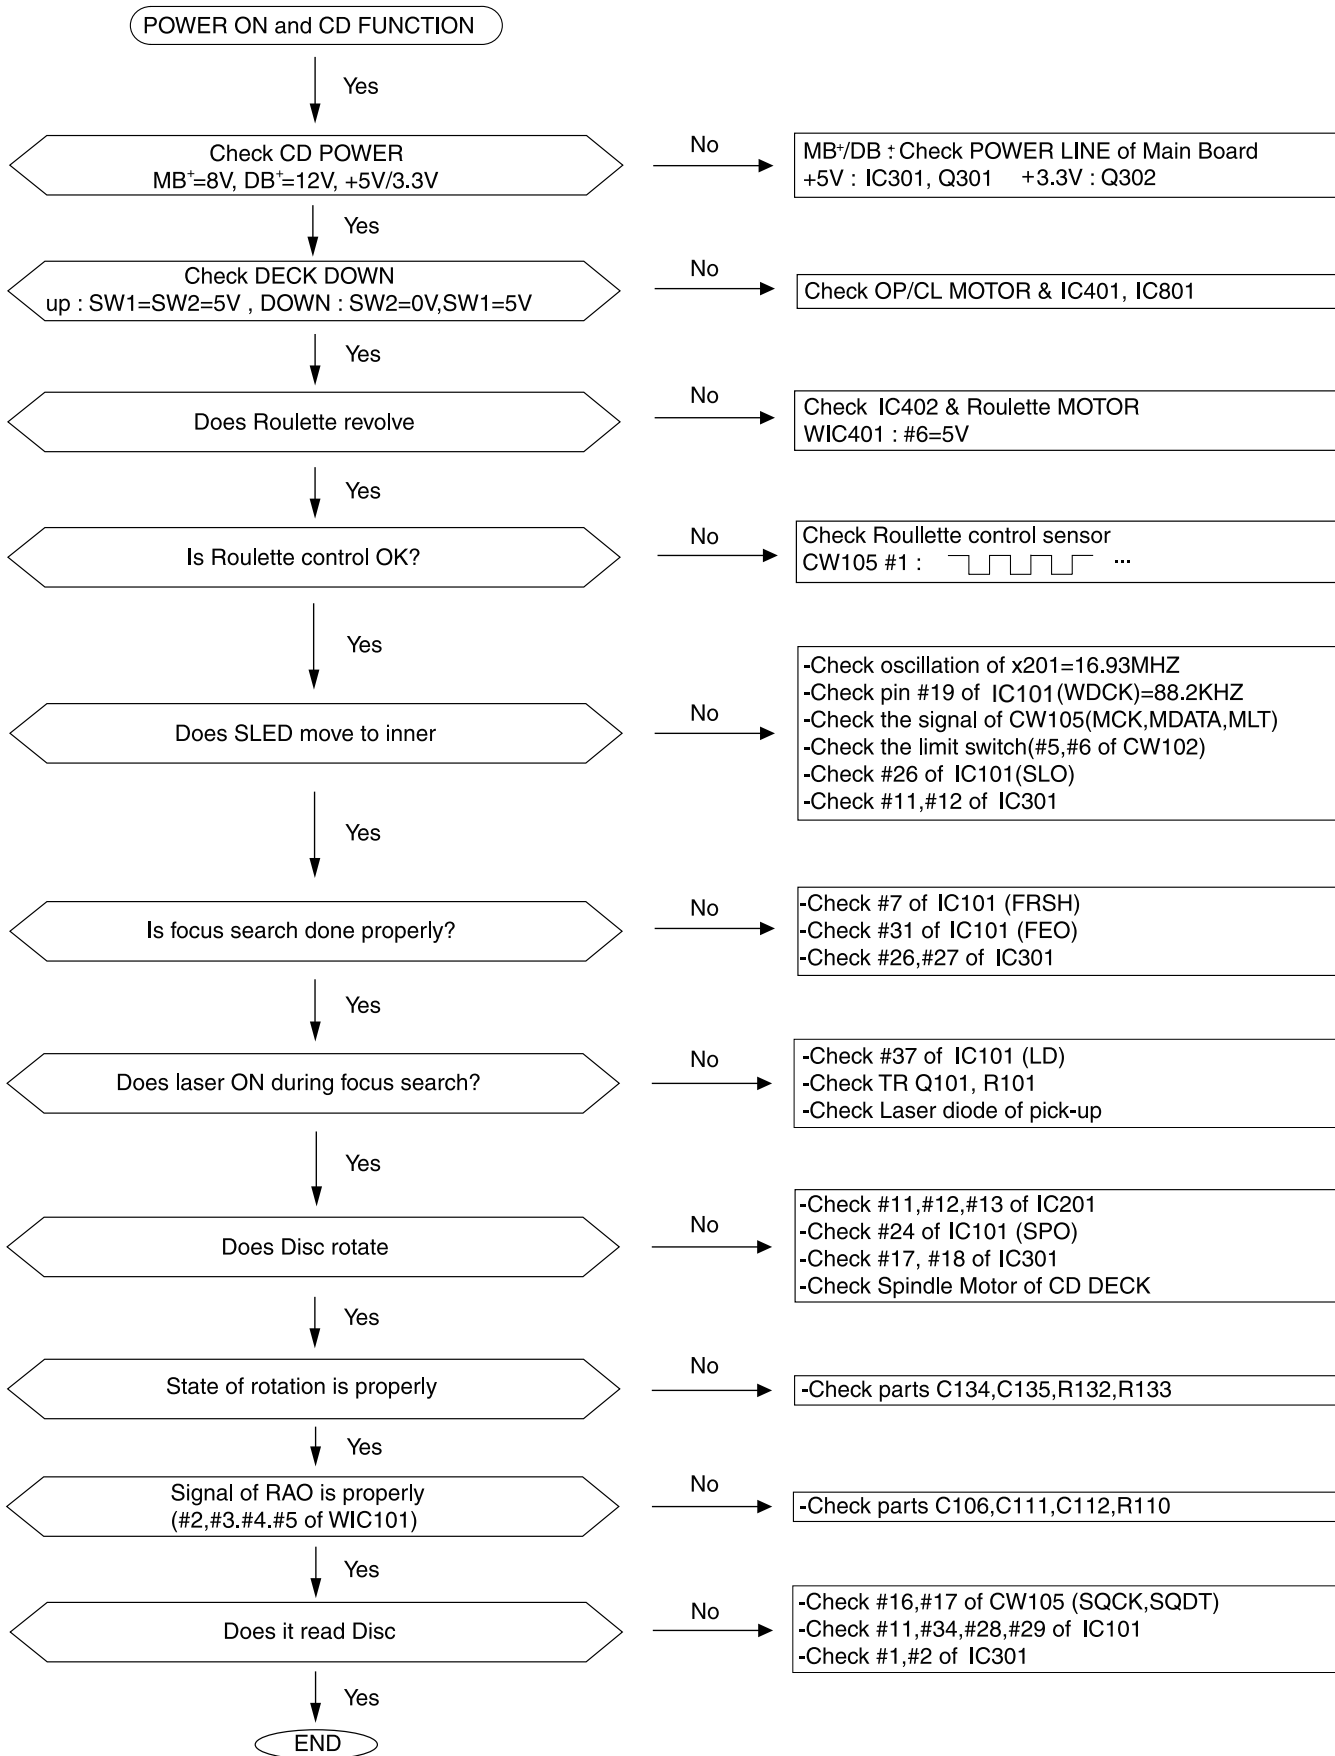 POWER ON and CD FUNCTION
Yes
Check CD POWER
MB+=8V, DB+=12V, +5V/3.3V
No
MB+/DB + : Check POWER LINE of Main Board
+5V : IC301, Q301 +3.3V : Q302
Yes
Check DECK DOWN
up : SW1=SW2=5V , DOWN : SW2=0V,SW1=5V
No
Check OP/CL MOTOR & IC401, IC801
Yes
Does Roulette revolve
No
Check IC402 & Roulette MOTOR
WIC401 : #6=5V
Yes
Is Roulette control OK?
No
Check Roullette control sensor
CW105 #1 : ...
Yes
Does SLED move to inner
No
-Check oscillation of x201=16.93MHZ
-Check pin #19 of IC101(WDCK)=88.2KHZ
-Check the signal of CW105(MCK,MDATA,MLT)
-Check the limit switch(#5,#6 of CW102)
-Check #26 of IC101(SLO)
-Check #11,#12 of IC301
Yes
Is focus search done properly?
No
-Check #7 of IC101 (FRSH)
-Check #31 of IC101 (FEO)
-Check #26,#27 of IC301
Yes
Does laser ON during focus search?
No
-Check #37 of IC101 (LD)
-Check TR Q101, R101
-Check Laser diode of pick-up
Yes
Does Disc rotate
No
-Check #11,#12,#13 of IC201
-Check #24 of IC101 (SPO)
-Check #17, #18 of IC301
-Check Spindle Motor of CD DECK
Yes
State of rotation is properly
No
-Check parts C134,C135,R132,R133
Yes
Signal of RAO is properly
(#2,#3.#4.#5 of WIC101)
No
-Check parts C106,C111,C112,R110
Yes
Does it read Disc
No
-Check #16,#17 of CW105 (SQCK,SQDT)
-Check #11,#34,#28,#29 of IC101
-Check #1,#2 of IC301
Yes
END